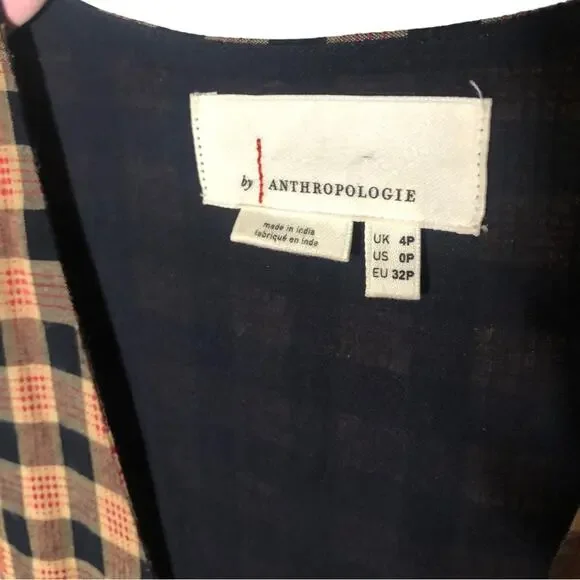 by ANTHROPOLOGIE
made in india
fabriqué en inde
UK 4P
US 0P
EU 32P